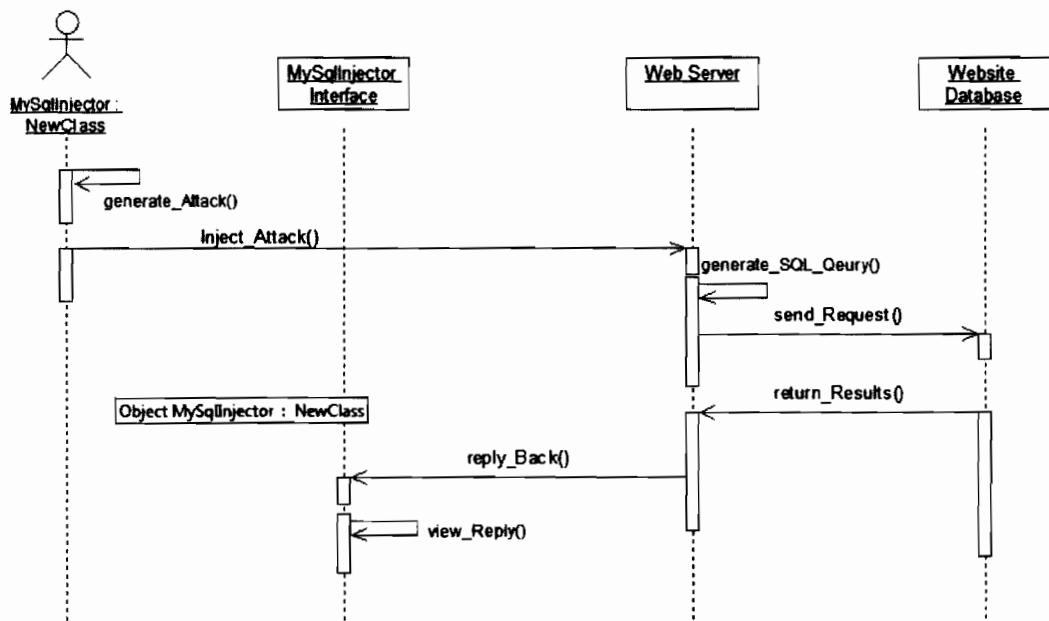 MySqlInjector :
NewClass
MySqlInjector
Interface
Web Server
Website
Database
generate_Attack()
Inject_Attack()
generate_SQL_Qeury()
send_Request()
return_Results()
Object MySqlInjector : NewClass
reply_Back()
view_Reply()